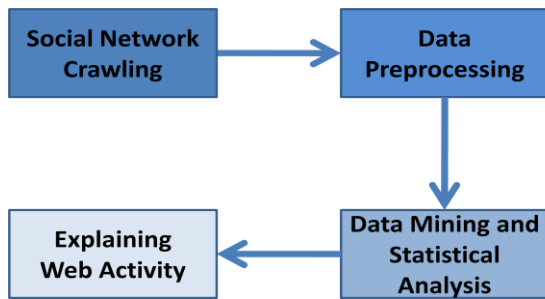 Social Network
Crawling
Data
Preprocessing
Data Mining and
Statistical
Analysis
Explaining
Web Activity